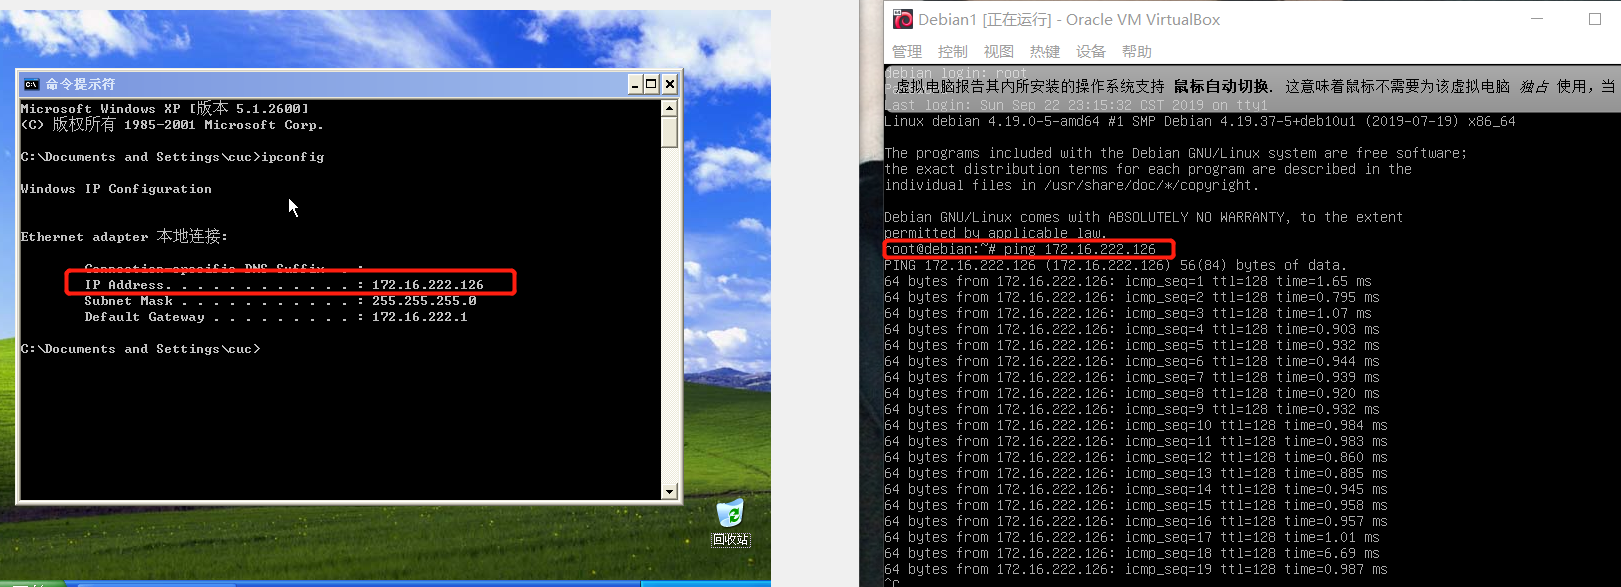 命令提示符
Microsoft Windows XP [版本 5.1.2600]
(C) 版权所有 1985-2001 Microsoft Corp.
C:\Documents and Settings\cuc>ipconfig
Windows IP Configuration
Ethernet adapter 本地连接:
Connection-specific DNS Suffix . :
IP Address. . . . . . . . . . . . : 172.16.222.126
Subnet Mask . . . . . . . . . . . : 255.255.255.0
Default Gateway . . . . . . . . . : 172.16.222.1
C:\Documents and Settings\cuc>
回收站
Debian1 [正在运行] - Oracle VM VirtualBox
管理 控制 视图 热键 设备 帮助
debian login: root
虚拟电脑报告其内所安装的操作系统支持 鼠标自动切换. 这意味着鼠标不需要为该虚拟电脑 独占 使用，当
Last login: Sun Sep 22 23:15:32 CST 2019 on tty1
Linux debian 4.19.0-5-amd64 #1 SMP Debian 4.19.37-5+deb10u1 (2019-07-19) x86_64
The programs included with the Debian GNU/Linux system are free software;
the exact distribution terms for each program are described in the
individual files in /usr/share/doc/*/copyright.
Debian GNU/Linux comes with ABSOLUTELY NO WARRANTY, to the extent
permitted by applicable law.
root@debian:~# ping 172.16.222.126
PING 172.16.222.126 (172.16.222.126) 56(84) bytes of data.
64 bytes from 172.16.222.126: icmp_seq=1 ttl=128 time=1.65 ms
64 bytes from 172.16.222.126: icmp_seq=2 ttl=128 time=0.795 ms
64 bytes from 172.16.222.126: icmp_seq=3 ttl=128 time=1.07 ms
64 bytes from 172.16.222.126: icmp_seq=4 ttl=128 time=0.903 ms
64 bytes from 172.16.222.126: icmp_seq=5 ttl=128 time=0.932 ms
64 bytes from 172.16.222.126: icmp_seq=6 ttl=128 time=0.944 ms
64 bytes from 172.16.222.126: icmp_seq=7 ttl=128 time=0.939 ms
64 bytes from 172.16.222.126: icmp_seq=8 ttl=128 time=0.920 ms
64 bytes from 172.16.222.126: icmp_seq=9 ttl=128 time=0.932 ms
64 bytes from 172.16.222.126: icmp_seq=10 ttl=128 time=0.984 ms
64 bytes from 172.16.222.126: icmp_seq=11 ttl=128 time=0.983 ms
64 bytes from 172.16.222.126: icmp_seq=12 ttl=128 time=0.860 ms
64 bytes from 172.16.222.126: icmp_seq=13 ttl=128 time=0.885 ms
64 bytes from 172.16.222.126: icmp_seq=14 ttl=128 time=0.945 ms
64 bytes from 172.16.222.126: icmp_seq=15 ttl=128 time=0.958 ms
64 bytes from 172.16.222.126: icmp_seq=16 ttl=128 time=0.957 ms
64 bytes from 172.16.222.126: icmp_seq=17 ttl=128 time=1.01 ms
64 bytes from 172.16.222.126: icmp_seq=18 ttl=128 time=6.69 ms
64 bytes from 172.16.222.126: icmp_seq=19 ttl=128 time=0.987 ms